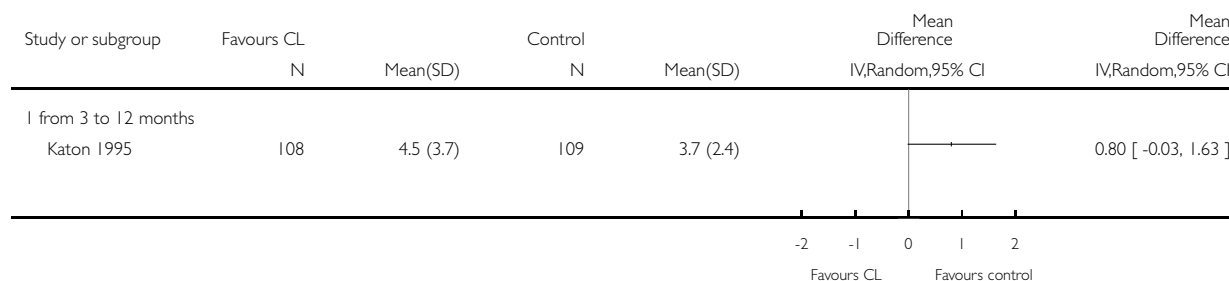 Mean Mean
Study or subgroup Favours CL Control Difference Difference
N Mean(SD) N Mean(SD) IV,Random,95% CI IV,Random,95% CI
1 from 3 to 12 months
Katon 1995 108 4.5 (3.7) 109 3.7 (2.4) 0.80 [ -0.03, 1.63 ]
-2 -1 0 1 2
Favours CL Favours control